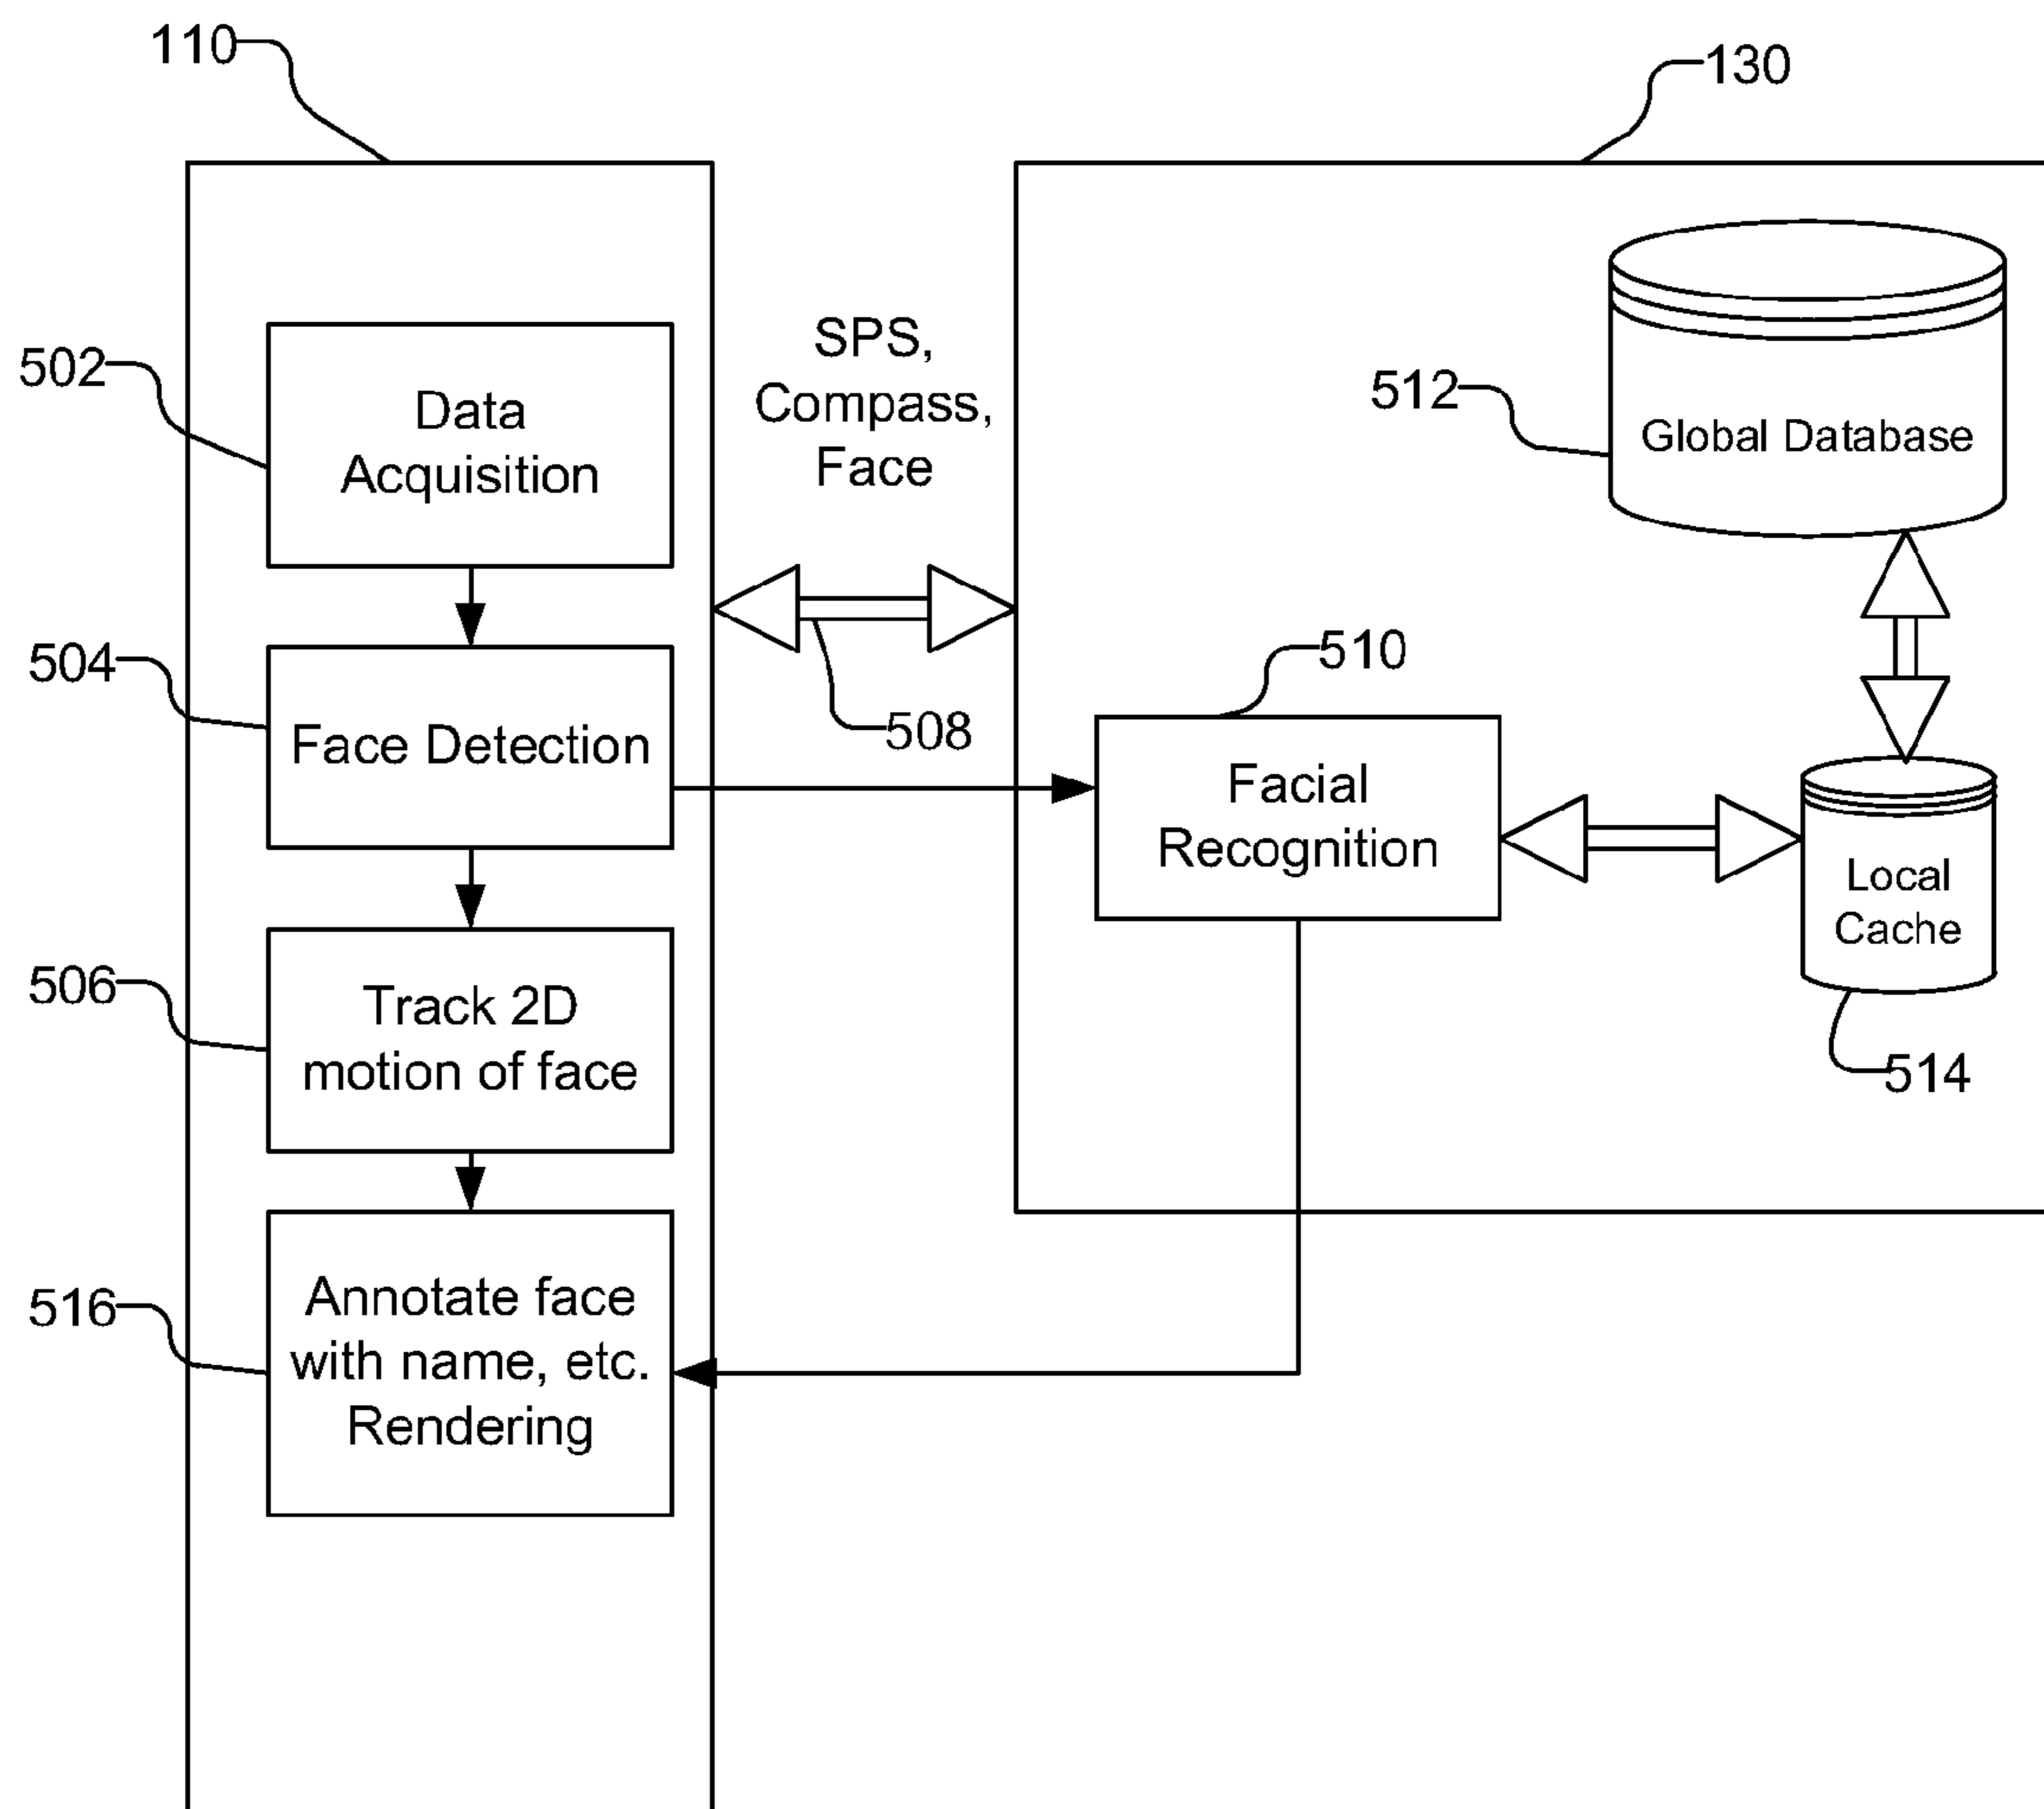 110
130
502
Data
Acquisition
SPS,
Compass,
Face
512
Global Database
504
Face Detection
508
510
Facial
Recognition
Local
Cache
514
506
Track 2D
motion of face
516
Annotate face
with name, etc.
Rendering